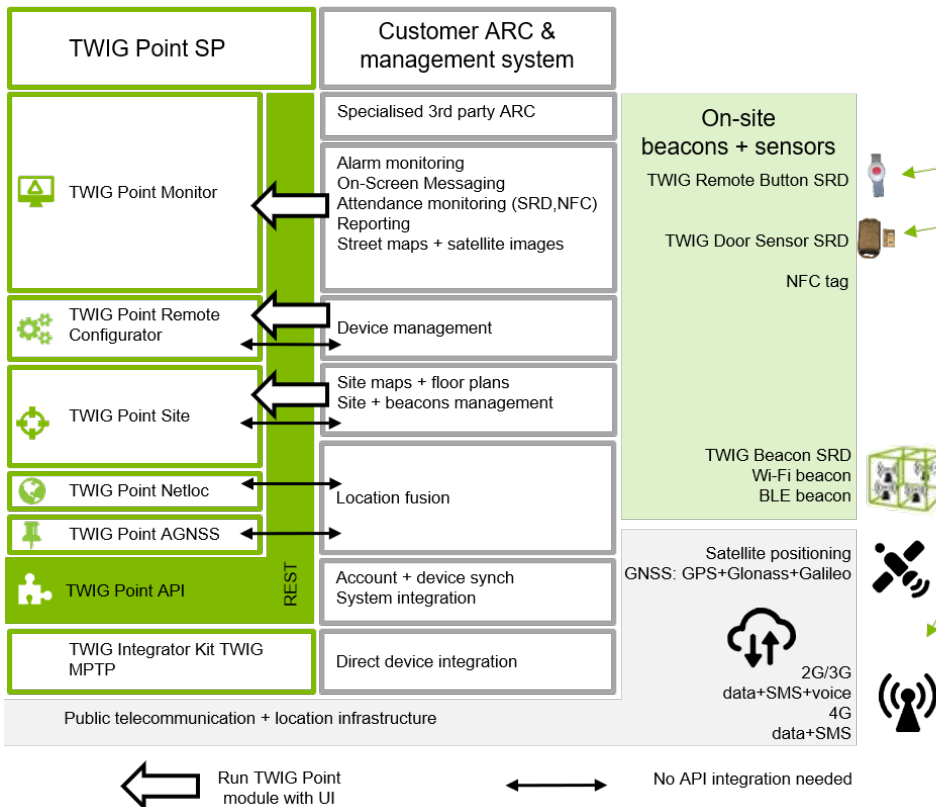 TWIG Point SP
Customer ARC &
management system
TWIG Point Monitor
Specialised 3rd party ARC
Alarm monitoring
On-Screen Messaging
Attendance monitoring (SRD,NFC)
Reporting
Street maps + satellite images
TWIG Point Remote
Configurator
Device management
TWIG Point Site
Site maps + floor plans
Site + beacons management
TWIG Point Netloc
Location fusion
TWIG Point AGNSS
TWIG Point API
REST
Account + device synch
System integration
TWIG Integrator Kit TWIG
MPTP
Direct device integration
On-site
beacons + sensors
TWIG Remote Button SRD
TWIG Door Sensor SRD
NFC tag
TWIG Beacon SRD
Wi-Fi beacon
BLE beacon
Satellite positioning
GNSS: GPS+Glonass+Galileo
2G/3G
data+SMS+voice
4G
data+SMS
Public telecommunication + location infrastructure
Run TWIG Point
module with UI
No API integration needed